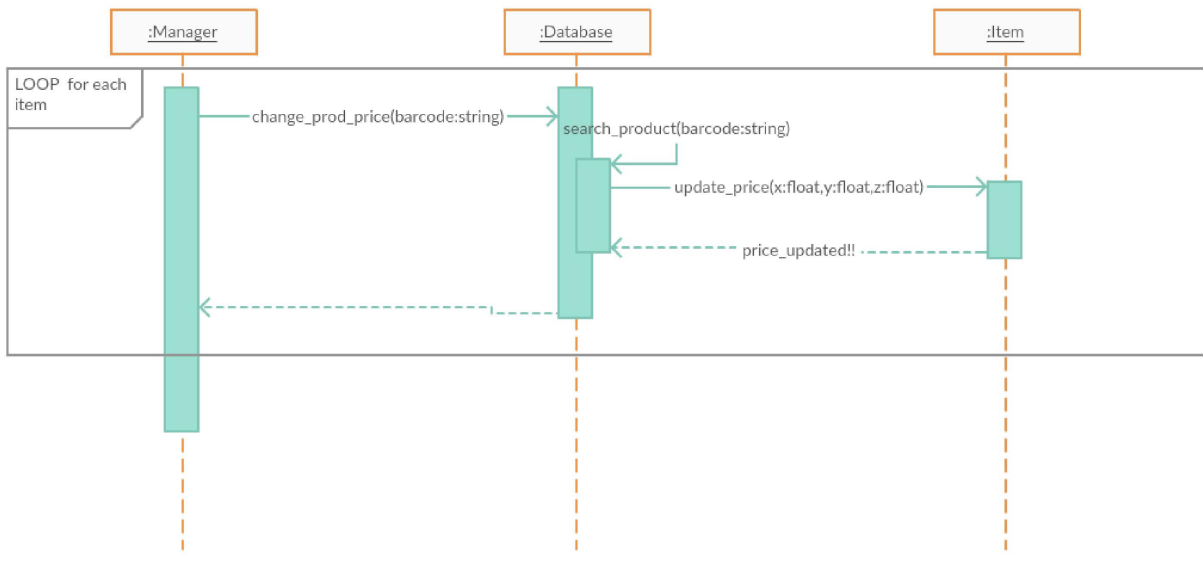 :Manager
:Database
:Item
LOOP for each
item
change_prod_price(barcode:string)
search_product(barcode:string)
update_price(x:float,y:float,z:float)
price_updated!!